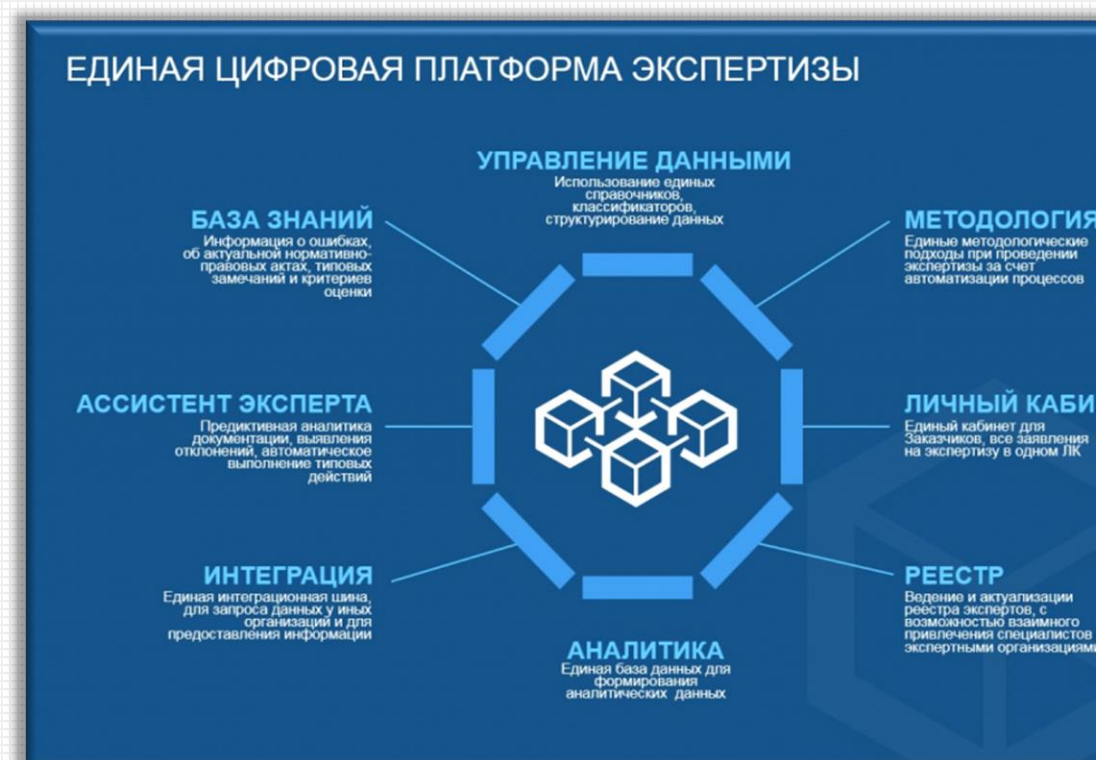 ЕДИНАЯ ЦИФРОВАЯ ПЛАТФОРМА ЭКСПЕРТИЗЫ
УПРАВЛЕНИЕ ДАННЫМИ
Использование единых
справочников,
классификаторов,
структурирование данных
БАЗА ЗНАНИЙ
Информация о ошибках,
об актуальной нормативно-
правовых актах, типовых
замечаний и критериев
оценки
МЕТОДОЛОГИЯ
Единые методологические
подходы при проведении
экспертизы за счет
автоматизации процессов
АССИСТЕНТ ЭКСПЕРТА
Предиктивная аналитика
документации, выявления
отклонений, автоматическое
выполнение типовых
действий
ЛИЧНЫЙ КАБИ
Единый кабинет для
Заказчиков, все заявления
на экспертизу в одном ЛК
ИНТЕГРАЦИЯ
Единая интеграционная шина,
для запроса данных у иных
организаций и для
предоставления информации
РЕЕСТР
Ведение и актуализации
реестра экспертов, с
возможностью взаимного
привлечения специалистов
экспертными организациями
АНАЛИТИКА
Единая база данных для
формирования
аналитических данных